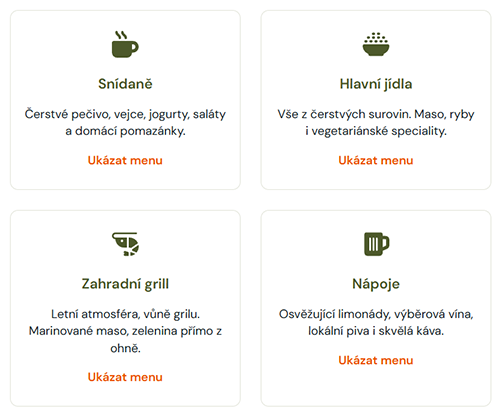 Snídaně
Čerstvé pečivo, vejce, jogurty, saláty
a domácí pomazánky.
Ukázat menu
Hlavní jídla
Vše z čerstvých surovin. Maso, ryby
i vegetariánské speciality.
Ukázat menu
Zahradní grill
Letní atmosféra, vůně grilu.
Marinované maso, zelenina přímo z
ohně.
Ukázat menu
Nápoje
Osvěžující limonády, výběrová vína,
lokální piva i skvělá káva.
Ukázat menu